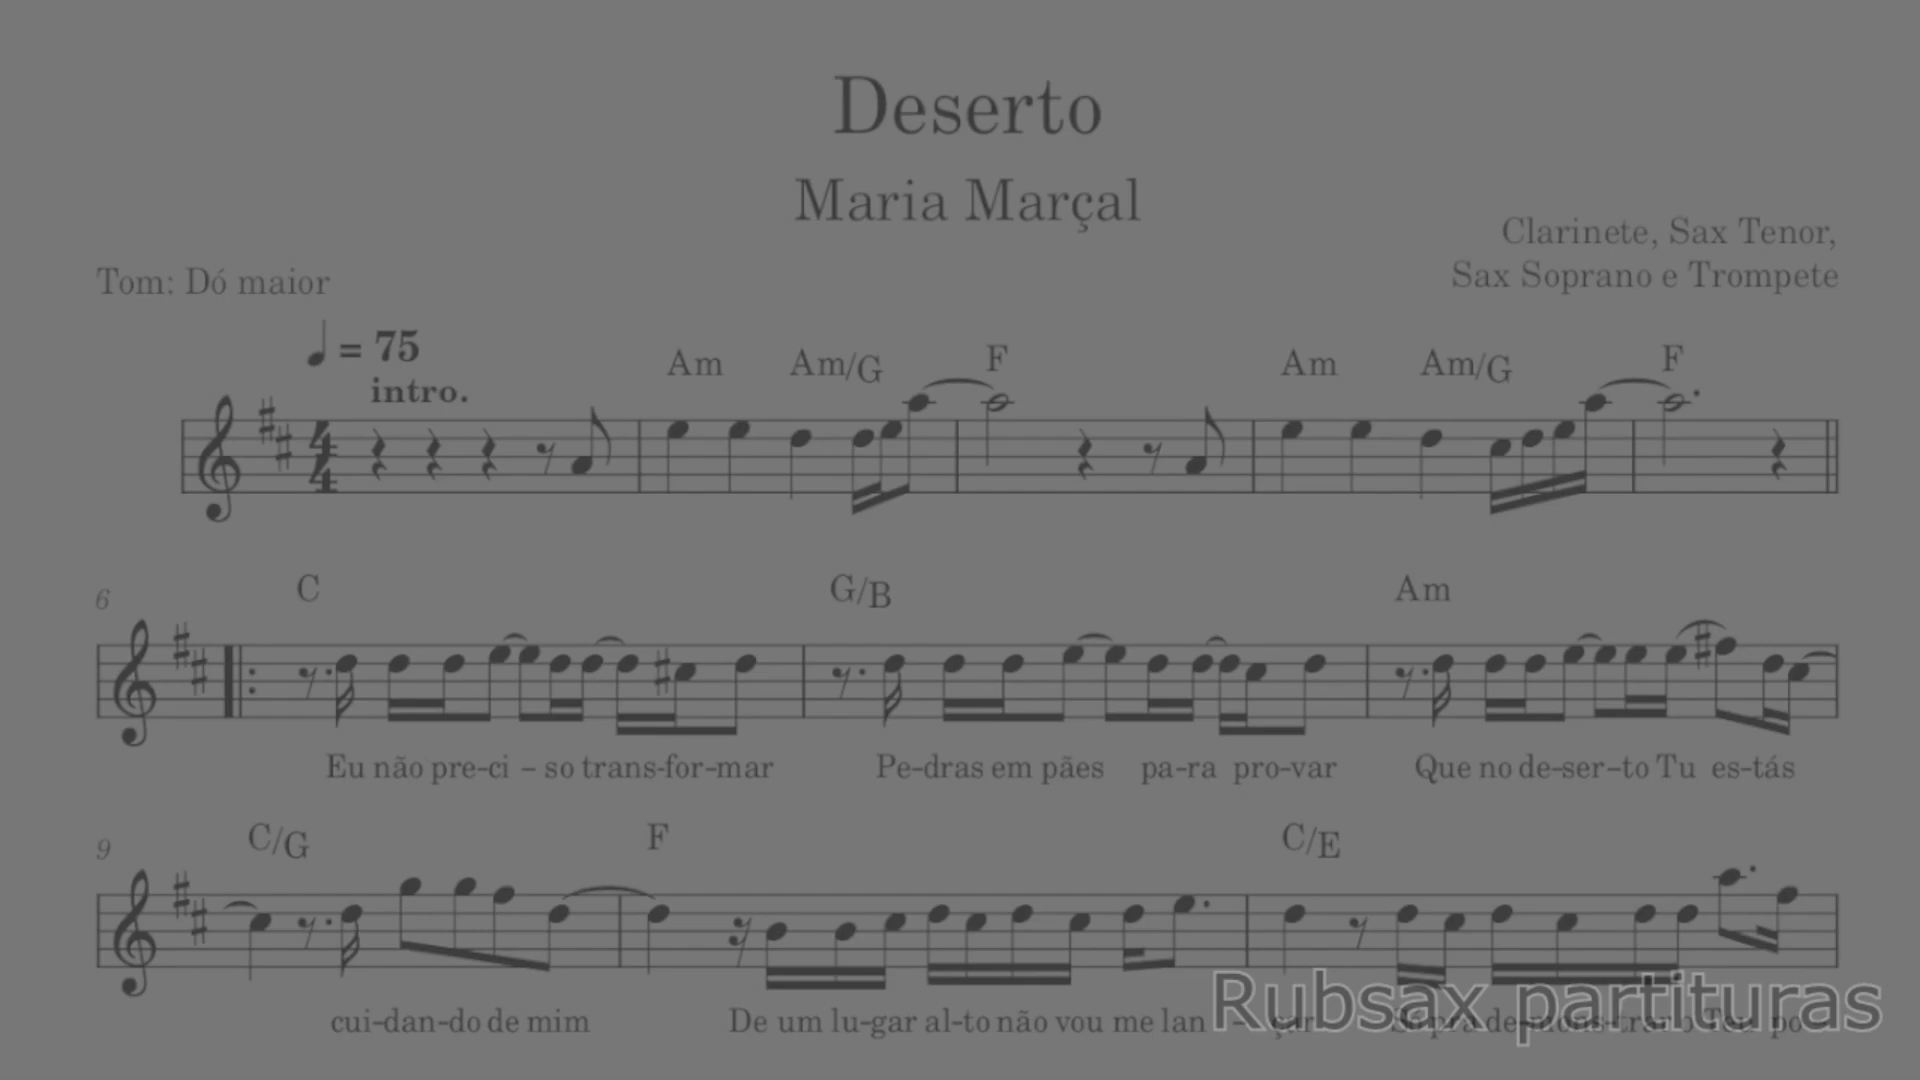 Deserto
Maria Marçal
Clarinete, Sax Tenor,
Sax Soprano e Trompete
Tom: Dó maior
= 75
intro.
Am Am/G F Am Am/G F
4
4
6 C G/B Am
Eu não pre-ci - so trans-for-mar Pe-dras em pães pa-ra pro-var Que no de-ser-to Tu es-tás
9 C/G F C/E
cui-dan-do de mim De um lu-gar al-to não vou me lan - çar
Rubsax partituras